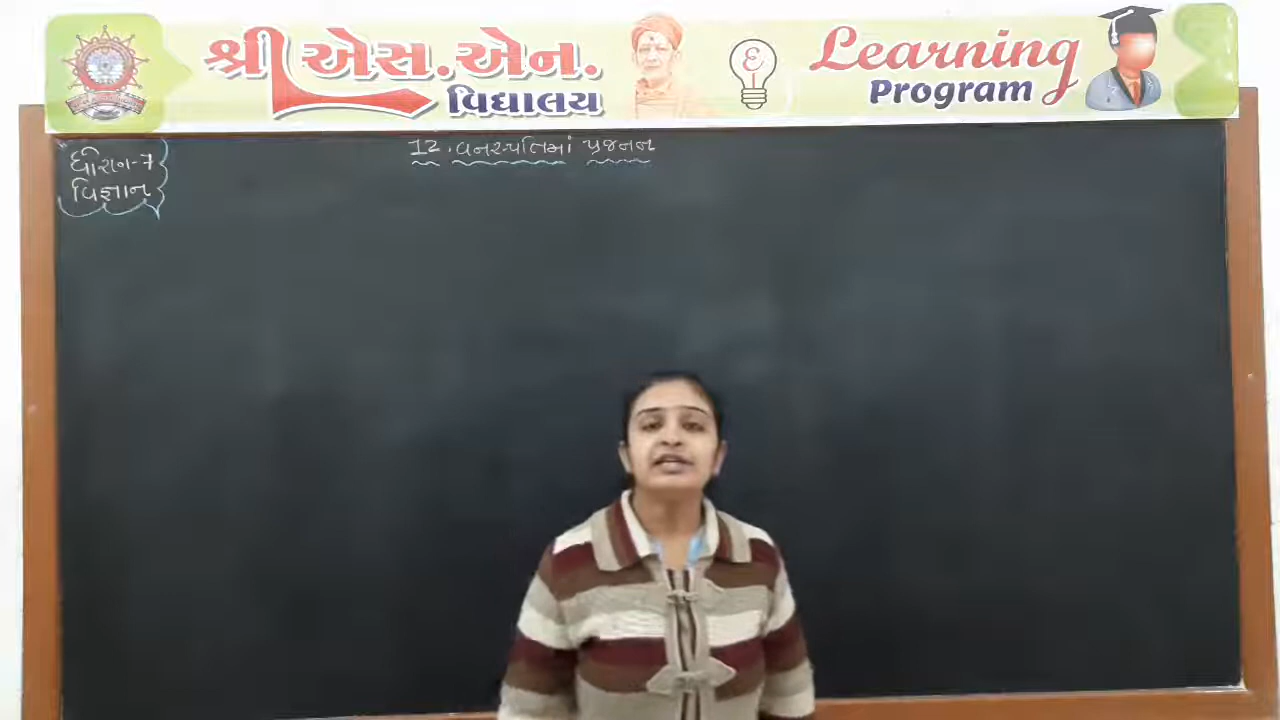 શ્રી એસ.એન.
વિદ્યાલય
Learning
Program
ધોરણ-7
વિજ્ઞાન
12. વનસ્પતિમાં પ્રજનન